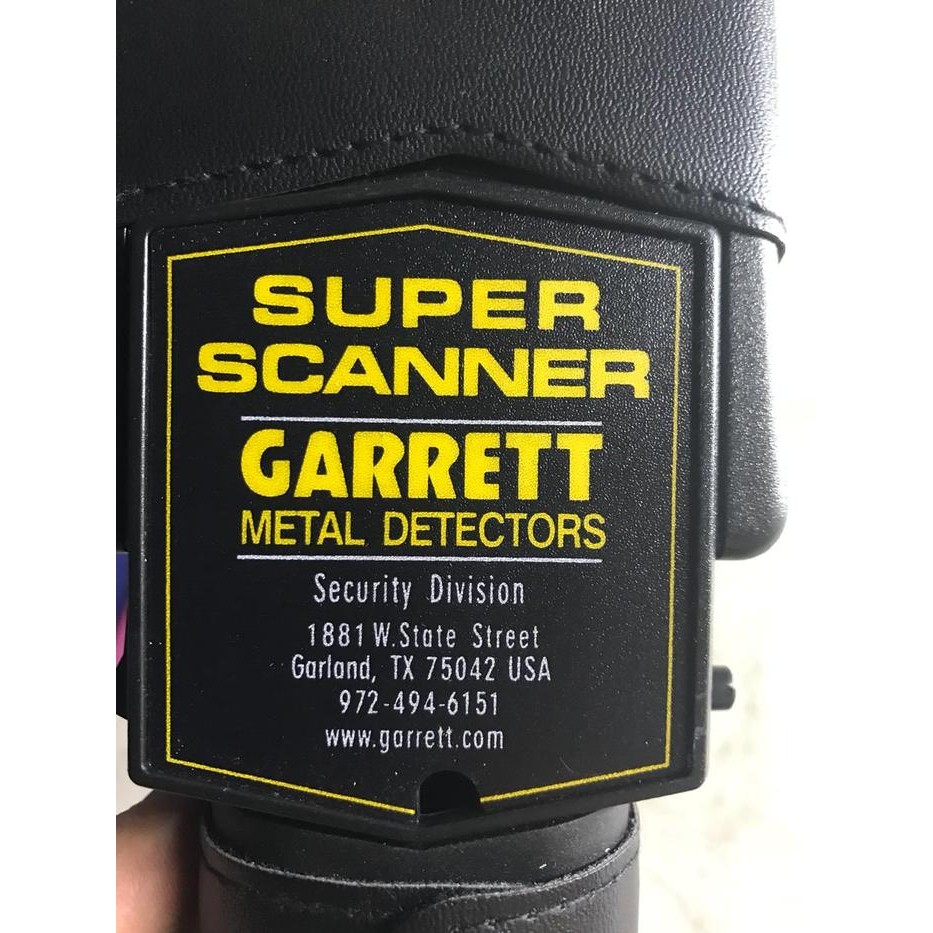 SUPER
SCANNER
GARRETT
METAL DETECTORS
Security Division
1881 W.State Street
Garland, TX 75042 USA
972-494-6151
www.garrett.com